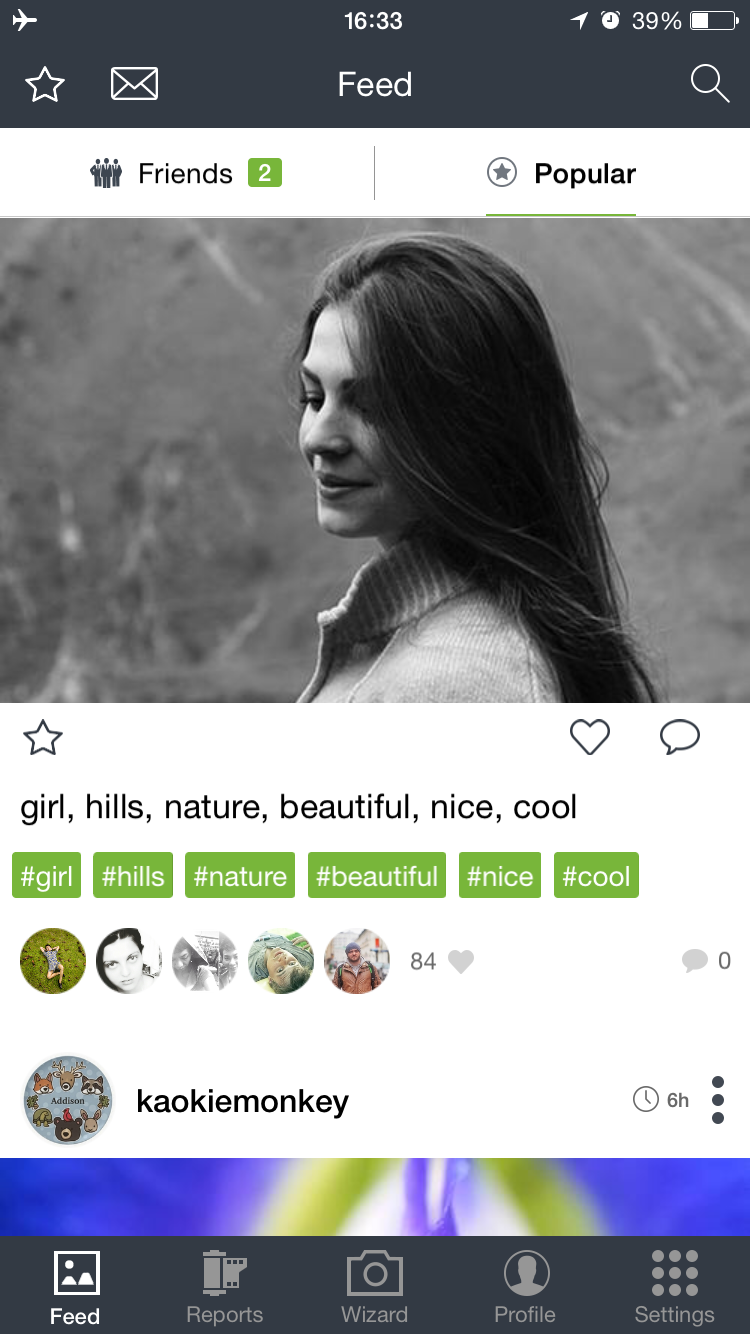 16:33
39%
Feed
Friends 2
Popular
girl, hills, nature, beautiful, nice, cool
#girl #hills #nature #beautiful #nice #cool
84
0
Addison
kaokiemonkey
6h
Feed Reports Wizard Profile Settings